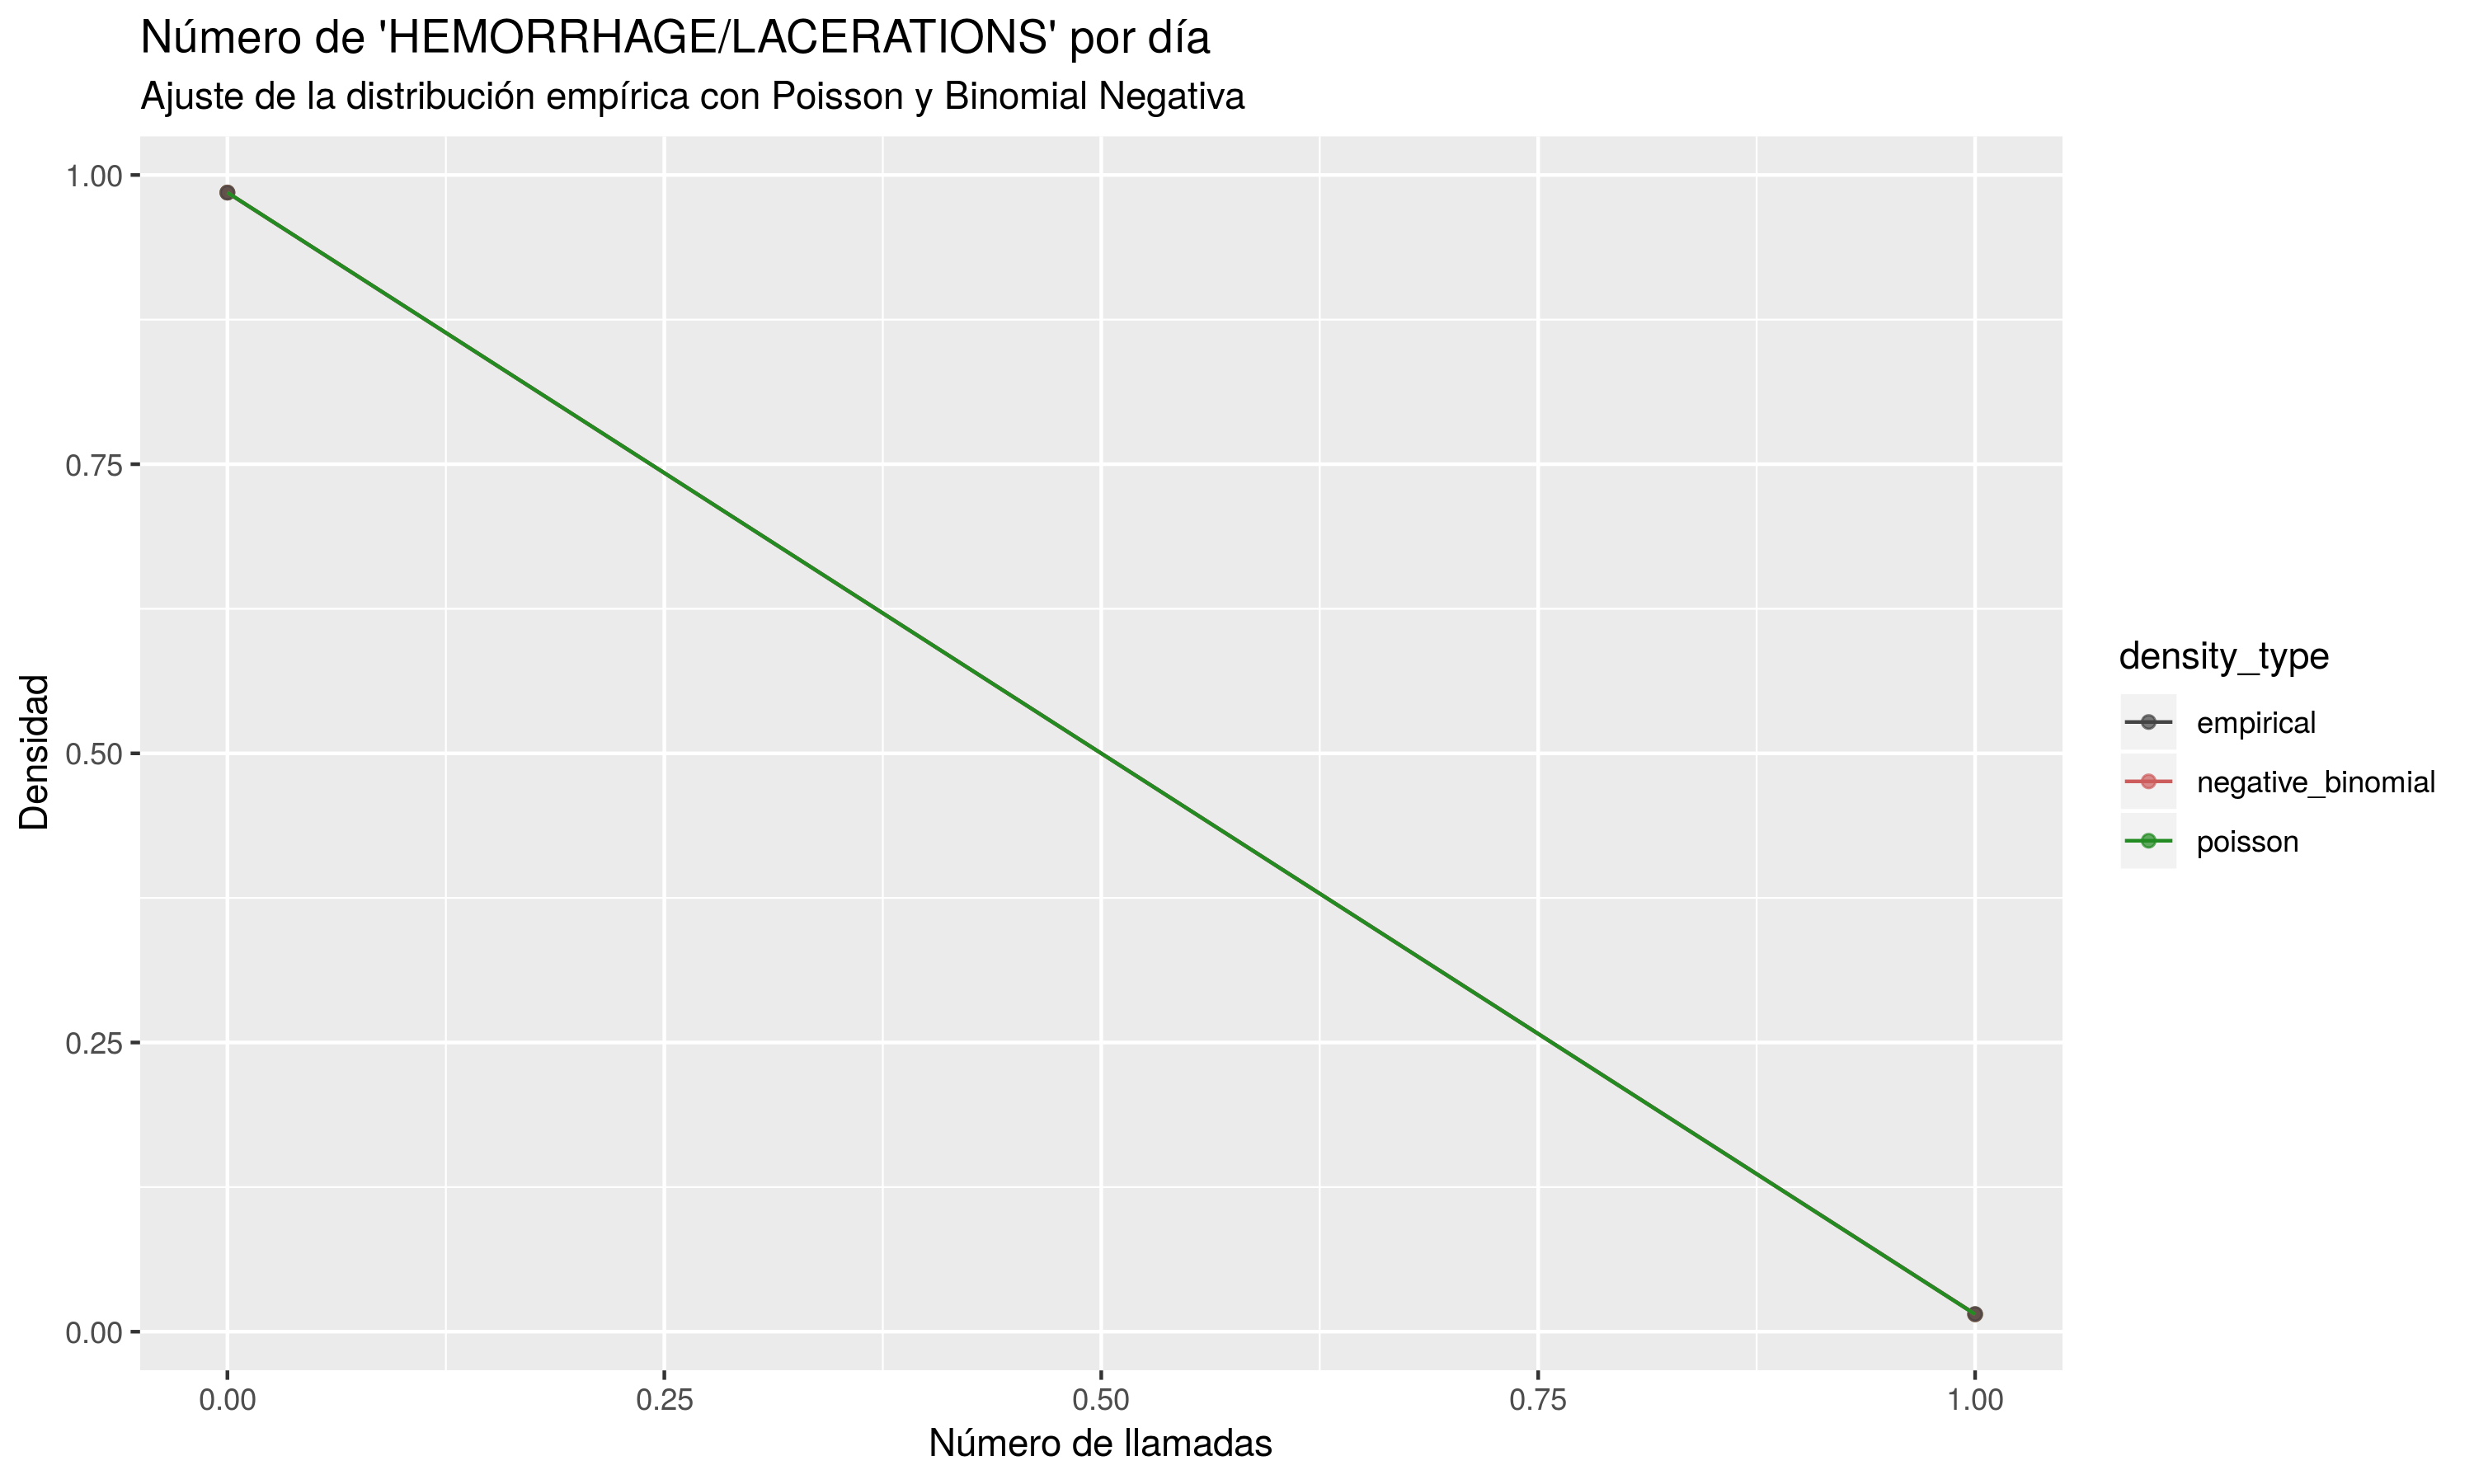 Número de 'HEMORRHAGE/LACERATIONS' por día
Ajuste de la distribución empírica con Poisson y Binomial Negativa
1.00
0.75
0.50
0.25
0.00
Densidad
0.00
0.25
0.50
0.75
1.00
Número de llamadas
density_type
empirical
negative_binomial
poisson